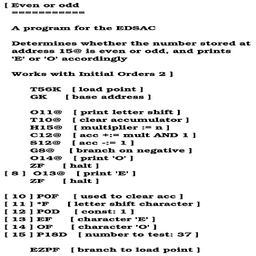 [ Even or odd
===========
A program for the EDSAC
Determines whether the number stored at
address 15@ is even or odd, and prints
'E' or 'O' accordingly
Works with Initial Orders 2 ]
T56K [ load point ]
GK [ base address ]
O11@ [ print letter shift ]
T10@ [ clear accumulator ]
H15@ [ multiplier := n ]
C12@ [ acc +:= mult AND 1 ]
S12@ [ acc -:= 1 ]
G8@ [ branch on negative ]
O14@ [ print 'O' ]
ZF [ halt ]
[ 8 ] O13@ [ print 'E' ]
ZF [ halt ]
[ 10 ] P0F [ used to clear acc ]
[ 11 ] *F [ letter shift character ]
[ 12 ] P0D [ const: 1 ]
[ 13 ] EF [ character 'E' ]
[ 14 ] OF [ character 'O' ]
[ 15 ] P18D [ number to test: 37 ]
EZPF [ branch to load point ]